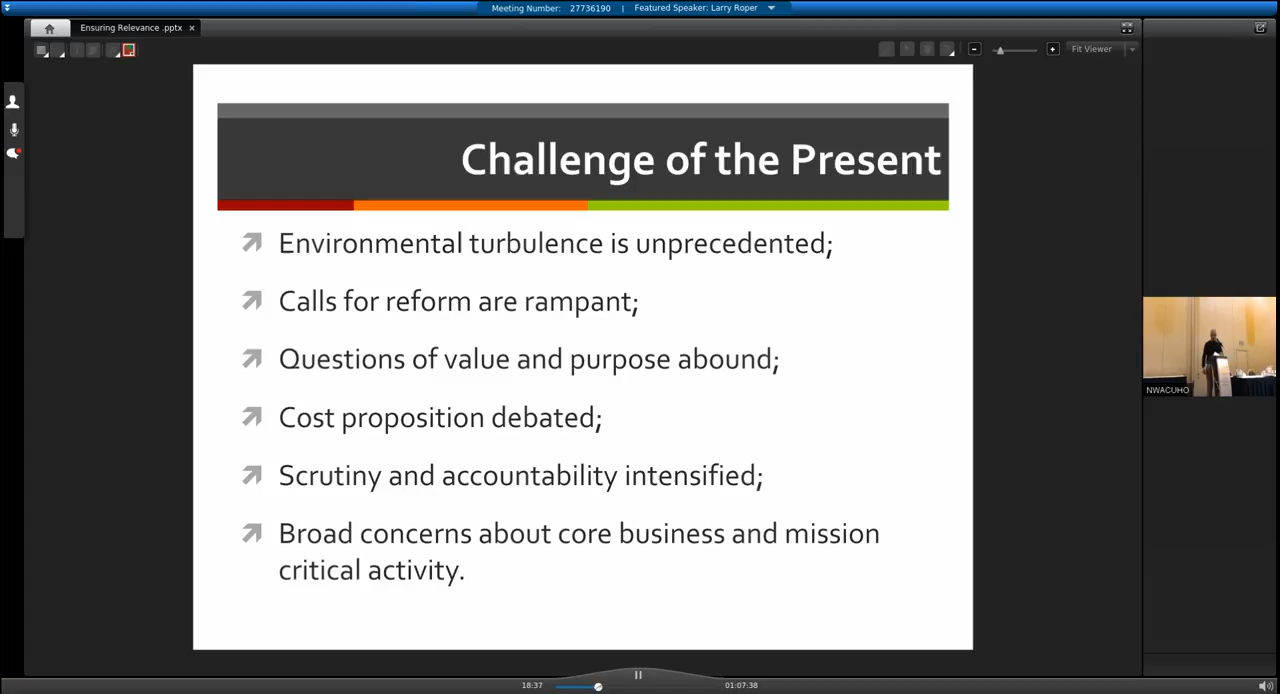 Meeting Number: 27736190 | Featured Speaker: Larry Roper
Ensuring Relevance .pptx
Fit Viewer
Challenge of the Present
Environmental turbulence is unprecedented;
Calls for reform are rampant;
Questions of value and purpose abound;
Cost proposition debated;
Scrutiny and accountability intensified;
Broad concerns about core business and mission
critical activity.
NWACUHO
18:37
01:07:38